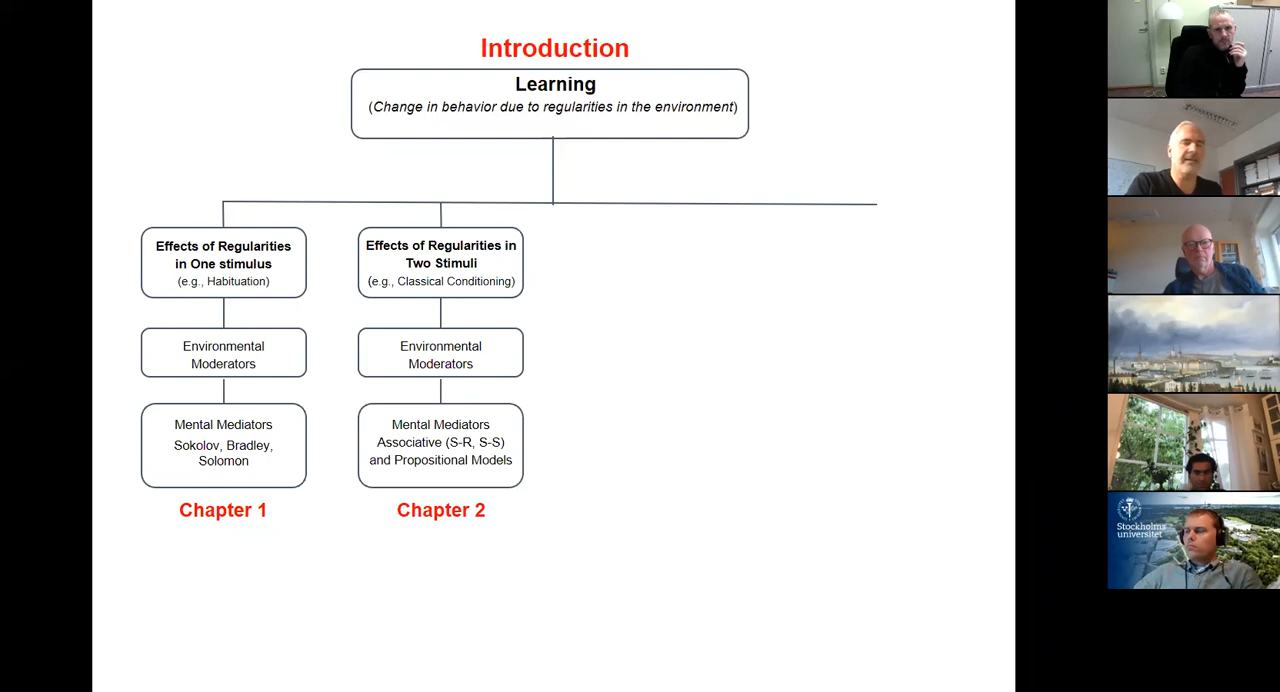 Introduction
Learning
(Change in behavior due to regularities in the environment)
Effects of Regularities
in One stimulus
(e.g., Habituation)
Environmental
Moderators
Mental Mediators
Sokolov, Bradley,
Solomon
Chapter 1
Effects of Regularities in
Two Stimuli
(e.g., Classical Conditioning)
Environmental
Moderators
Mental Mediators
Associative (S-R, S-S)
and Propositional Models
Chapter 2
Stockholms
universitet